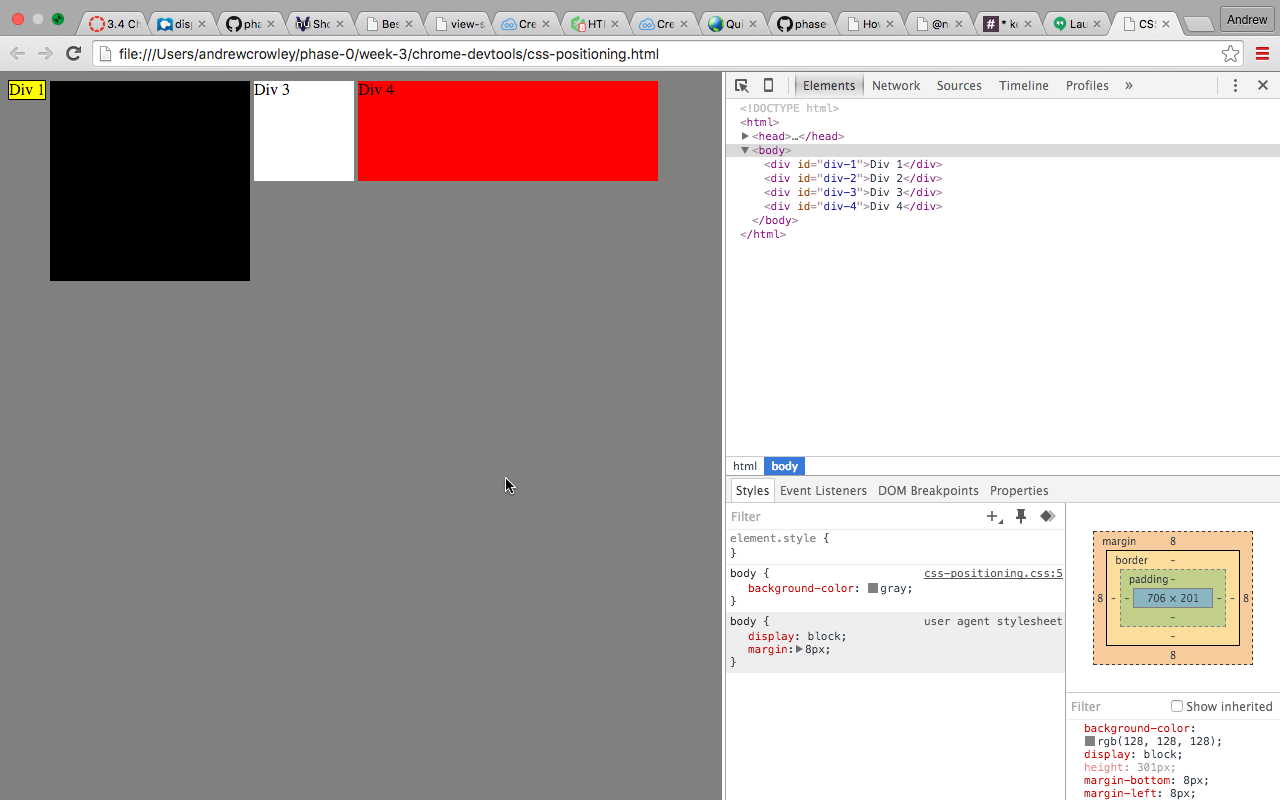 3.4 Ch
disp
pha
Sho
Bes
view-s
Cre
HTI
Cre
Qui
phase-
Hov
@n
* ke
Lau
CS
Andrew
file:///Users/andrewcrowley/phase-0/week-3/chrome-devtools/css-positioning.html
Div 1
Div 3
Div 4
Elements Network Sources Timeline Profiles »
<!DOCTYPE html>
<html>
<head>…</head>
<body>
<div id="div-1">Div 1</div>
<div id="div-2">Div 2</div>
<div id="div-3">Div 3</div>
<div id="div-4">Div 4</div>
</body>
</html>
html body
Styles Event Listeners DOM Breakpoints Properties
Filter
element.style {
}
body { css-positioning.css:5
background-color: gray;
}
body { user agent stylesheet
display: block;
margin: 8px;
}
margin 8
border -
padding -
8 - - 706 × 201 - - 8
-
-
8
Filter Show inherited
background-color:
rgb(128, 128, 128);
display: block;
height: 301px;
margin-bottom: 8px;
margin-left: 8px;